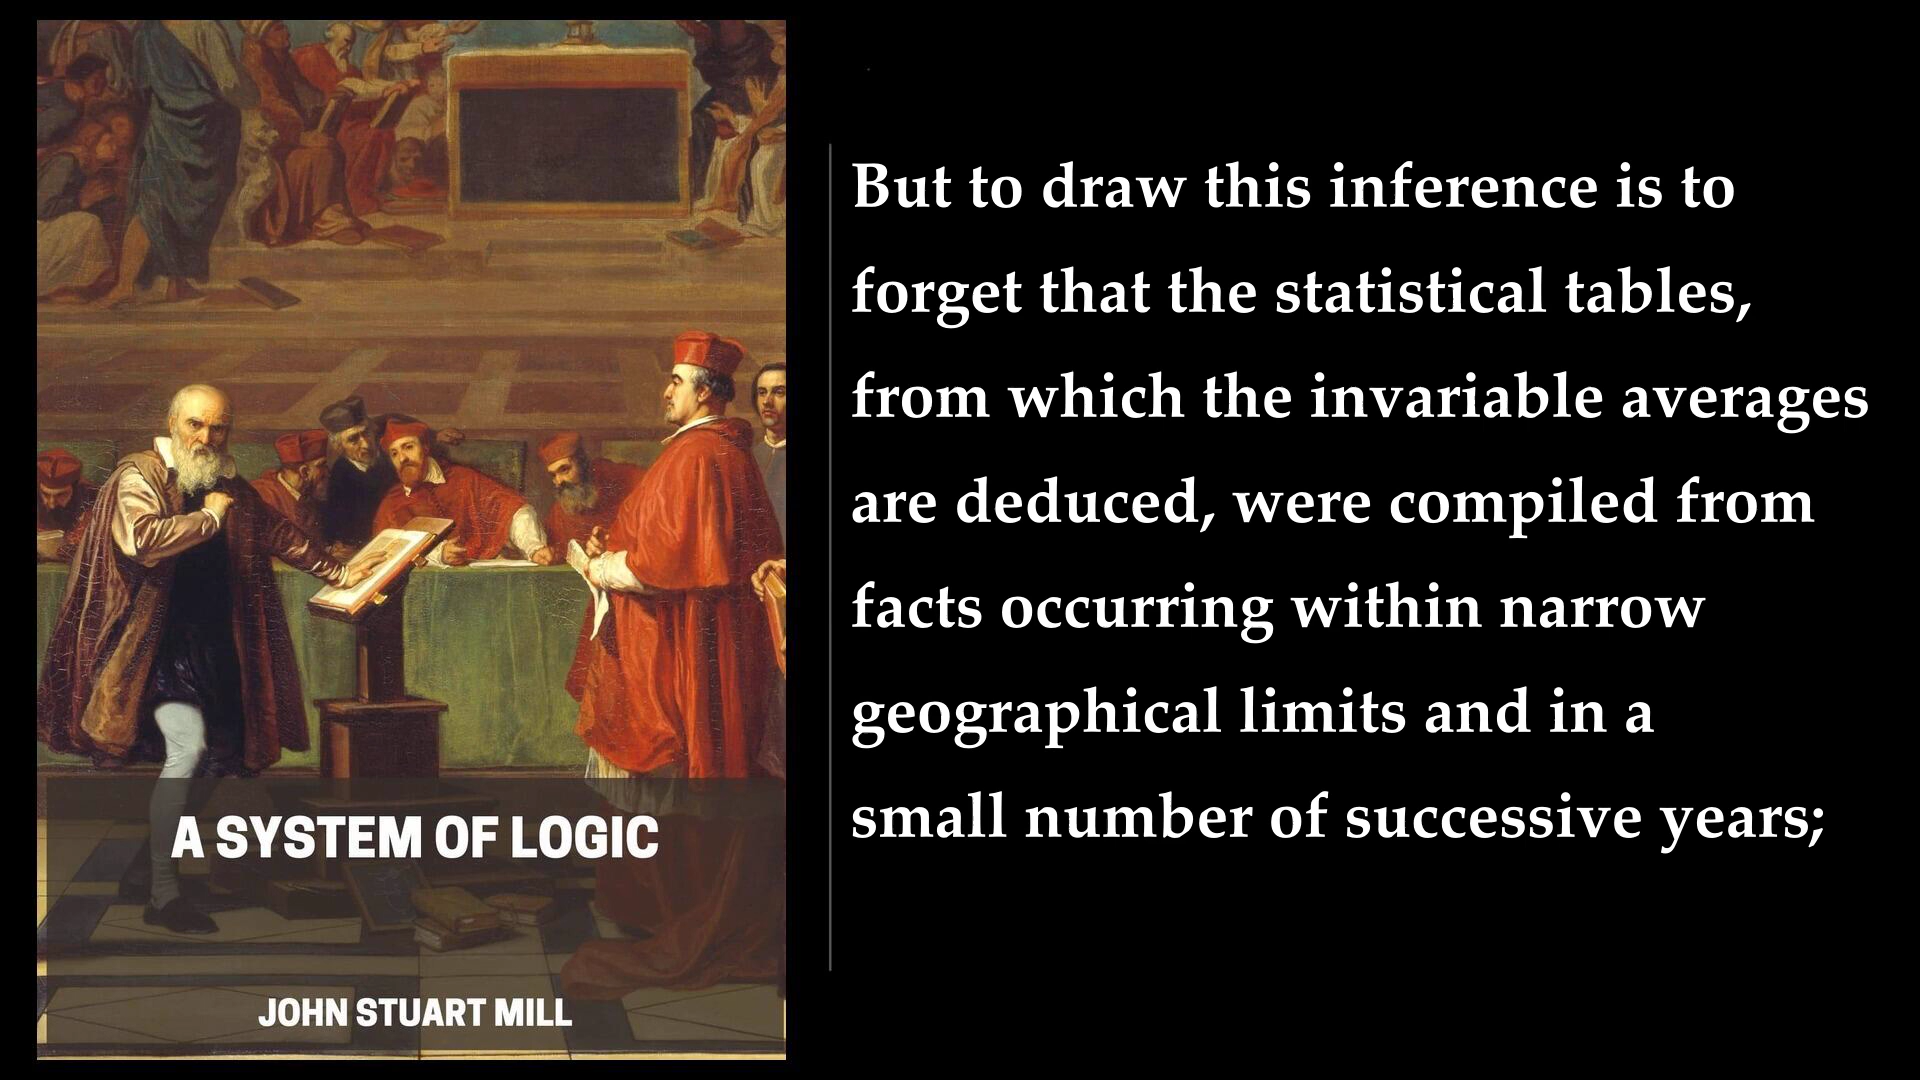 A SYSTEM OF LOGIC
JOHN STUART MILL
But to draw this inference is to
forget that the statistical tables,
from which the invariable averages
are deduced, were compiled from
facts occurring within narrow
geographical limits and in a
small number of successive years;